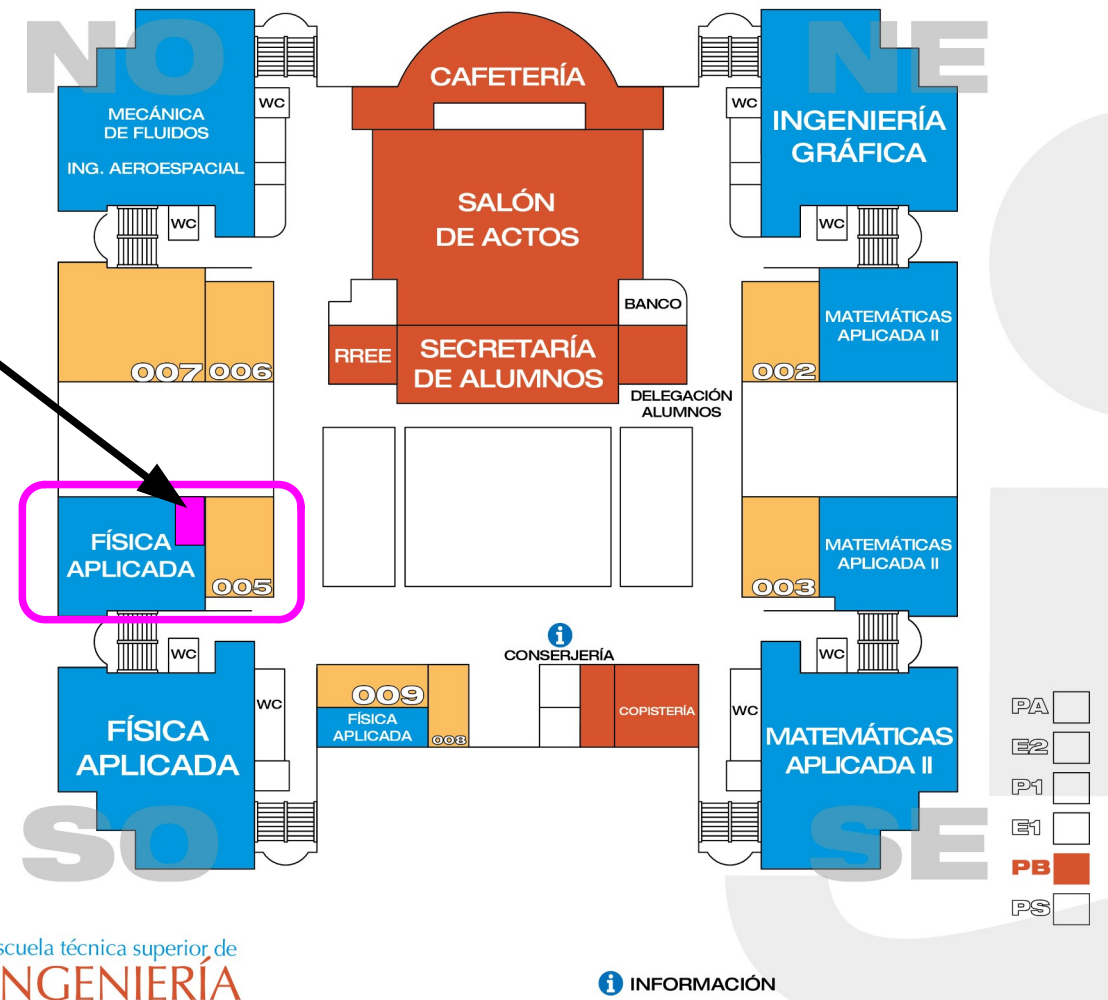 NO
NE
CAFETERÍA
WC
WC
MECÁNICA
DE FLUIDOS
ING. AEROESPACIAL
INGENIERÍA
GRÁFICA
SALÓN
DE ACTOS
WC
WC
BANCO
MATEMÁTICAS
APLICADA II
RREE
SECRETARÍA
DE ALUMNOS
007
006
002
DELEGACIÓN
ALUMNOS
FÍSICA
APLICADA
005
003
MATEMÁTICAS
APLICADA II
CONSERJERÍA
WC
WC
WC
009
FÍSICA
APLICADA
008
COPISTERÍA
WC
FÍSICA
APLICADA
MATEMÁTICAS
APLICADA II
PA
E2
P1
E1
PB
PS
SO
SE
scuela técnica superior de
NGENIERÍA
i INFORMACIÓN